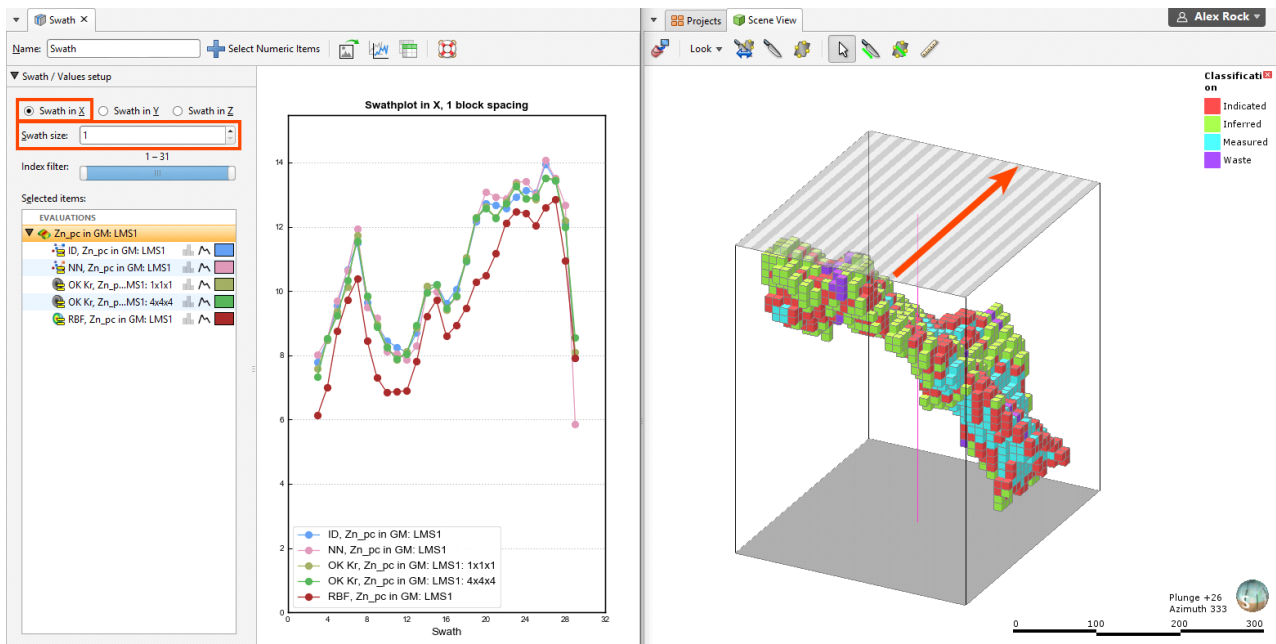 Swath ×
Name: Swath
Select Numeric Items
Swath / Values setup
Swath in X
Swath in Y
Swath in Z
Swath size: 1
Index filter:
1 – 31
Selected items:
EVALUATIONS
Zn_pc in GM: LMS1
ID, Zn_pc in GM: LMS1
NN, Zn_pc in GM: LMS1
OK Kr, Zn_p...MS1: 1x1x1
OK Kr, Zn_p...MS1: 4x4x4
RBF, Zn_pc in GM: LMS1
Swathplot in X, 1 block spacing
14
12
10
8
6
4
2
0
ID, Zn_pc in GM: LMS1
NN, Zn_pc in GM: LMS1
OK Kr, Zn_pc in GM: LMS1: 1x1x1
OK Kr, Zn_pc in GM: LMS1: 4x4x4
RBF, Zn_pc in GM: LMS1
0 4 8 12 16 20 24 28 32
Swath
Projects
Scene View
Alex Rock
Look
Classificati
on
Indicated
Inferred
Measured
Waste
Plunge +26
Azimuth 333
0 100 200 300